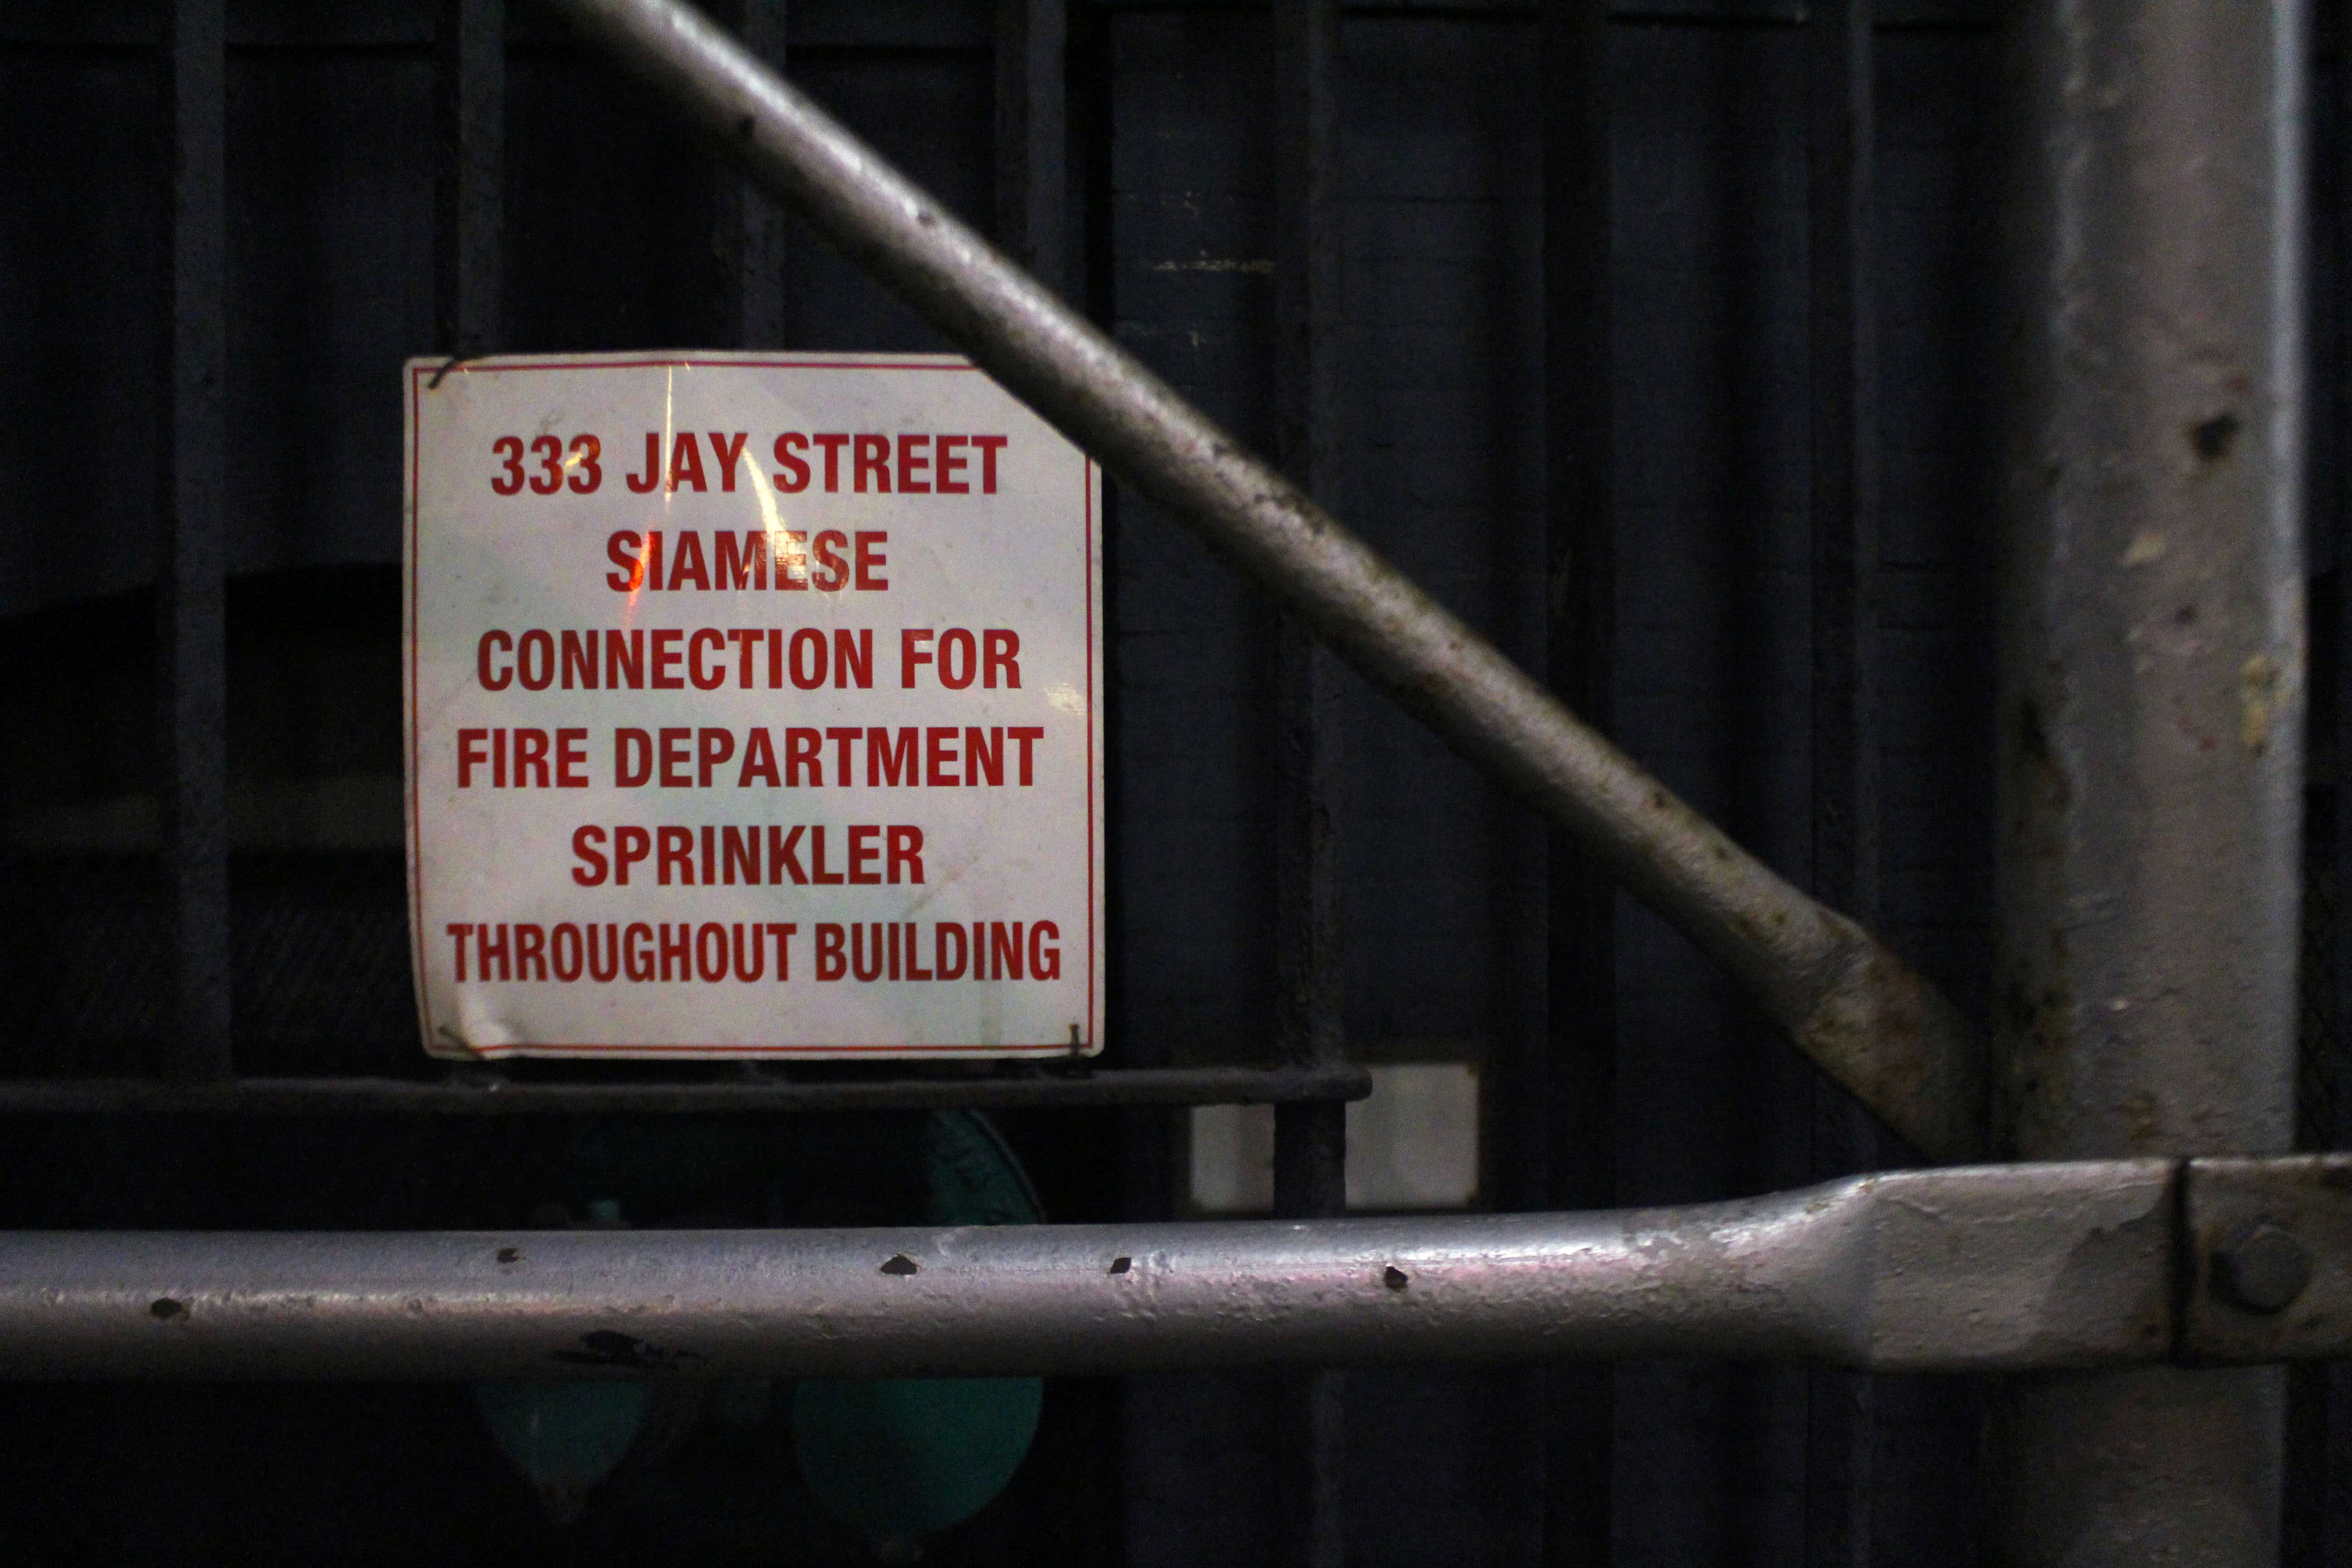 333 JAY STREET
SIAMESE
CONNECTION FOR
FIRE DEPARTMENT
SPRINKLER
THROUGHOUT BUILDING